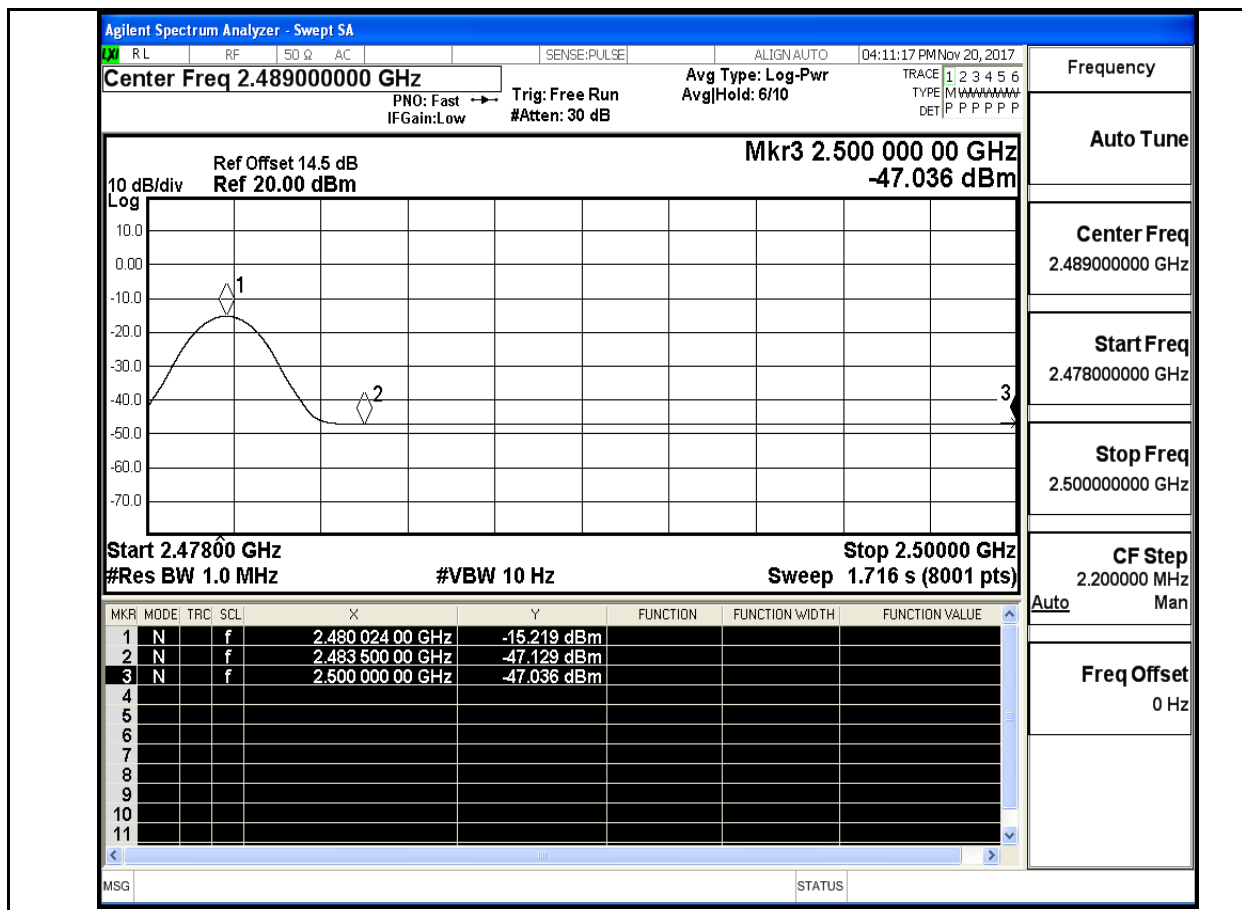 Agilent Spectrum Analyzer - Swept SA
LXI RL RF 50 Ω AC SENSE:PULSE ALIGN AUTO 04:11:17 PM Nov 20, 2017
Center Freq 2.489000000 GHz
PNO: Fast
IFGain:Low
Trig: Free Run
#Atten: 30 dB
Avg Type: Log-Pwr
Avg|Hold: 6/10
TRACE 1 2 3 4 5 6
TYPE M WWWWW
DET P P P P P P
Mkr3 2.500 000 00 GHz
-47.036 dBm
Ref Offset 14.5 dB
10 dB/div Ref 20.00 dBm
Log
10.0
0.00
-10.0
-20.0
-30.0
-40.0
-50.0
-60.0
-70.0
1
2
3
Start 2.47800 GHz Stop 2.50000 GHz
#Res BW 1.0 MHz #VBW 10 Hz Sweep 1.716 s (8001 pts)
MKR MODE TRC SCL X Y FUNCTION FUNCTION WIDTH FUNCTION VALUE
1 N f 2.480 024 00 GHz -15.219 dBm
2 N f 2.483 500 00 GHz -47.129 dBm
3 N f 2.500 000 00 GHz -47.036 dBm
4
5
6
7
8
9
10
11
MSG STATUS
Frequency
Auto Tune
Center Freq
2.489000000 GHz
Start Freq
2.478000000 GHz
Stop Freq
2.500000000 GHz
CF Step
2.200000 MHz
Auto Man
Freq Offset
0 Hz